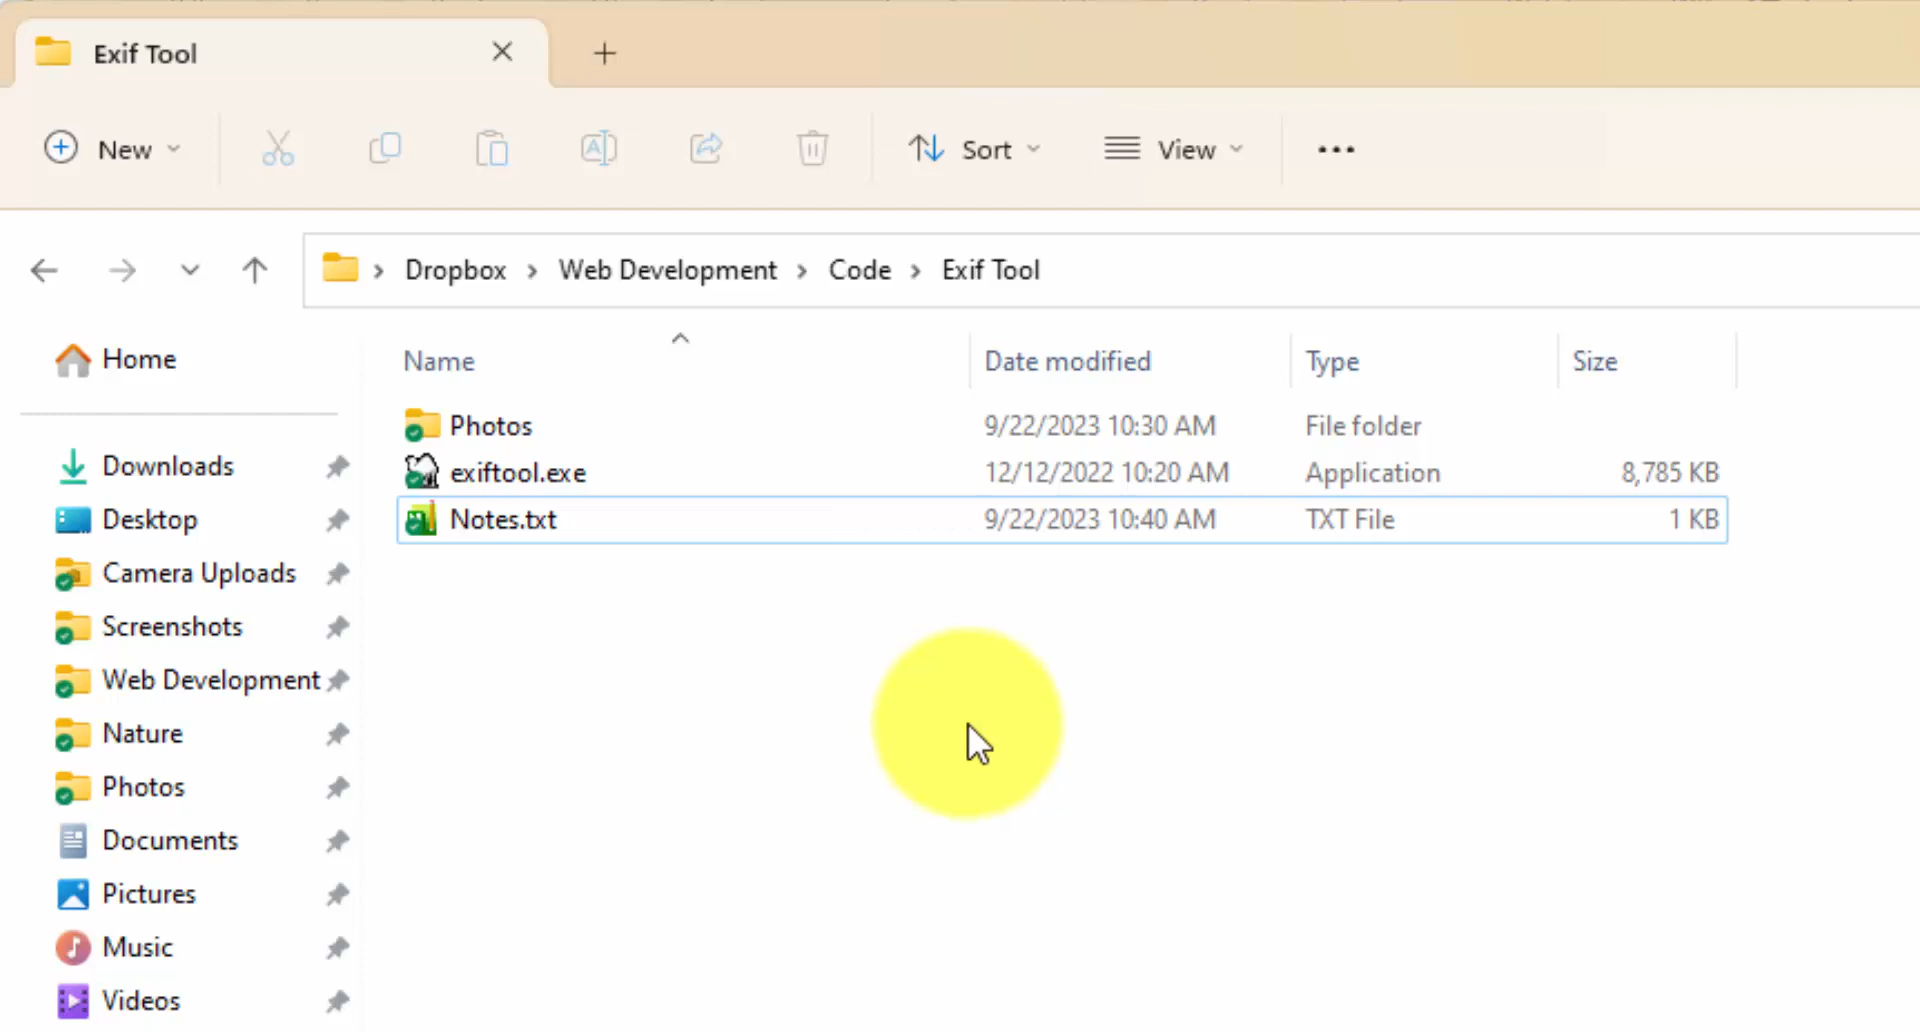 Exif Tool
New
Sort
View
Dropbox > Web Development > Code > Exif Tool
Home
Downloads
Desktop
Camera Uploads
Screenshots
Web Development
Nature
Photos
Documents
Pictures
Music
Videos
Name Date modified Type Size
Photos 9/22/2023 10:30 AM File folder
exiftool.exe 12/12/2022 10:20 AM Application 8,785 KB
Notes.txt 9/22/2023 10:40 AM TXT File 1 KB